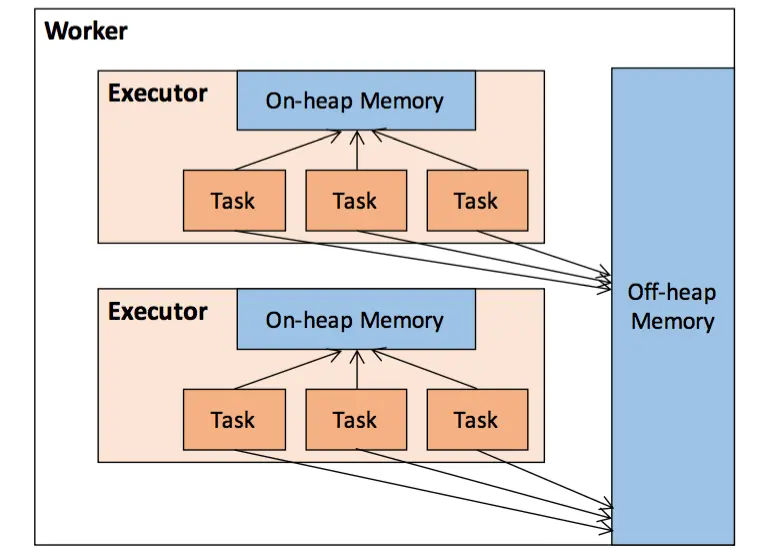 Worker
Executor
On-heap Memory
Task
Task
Task
Executor
On-heap Memory
Task
Task
Task
Off-heap
Memory